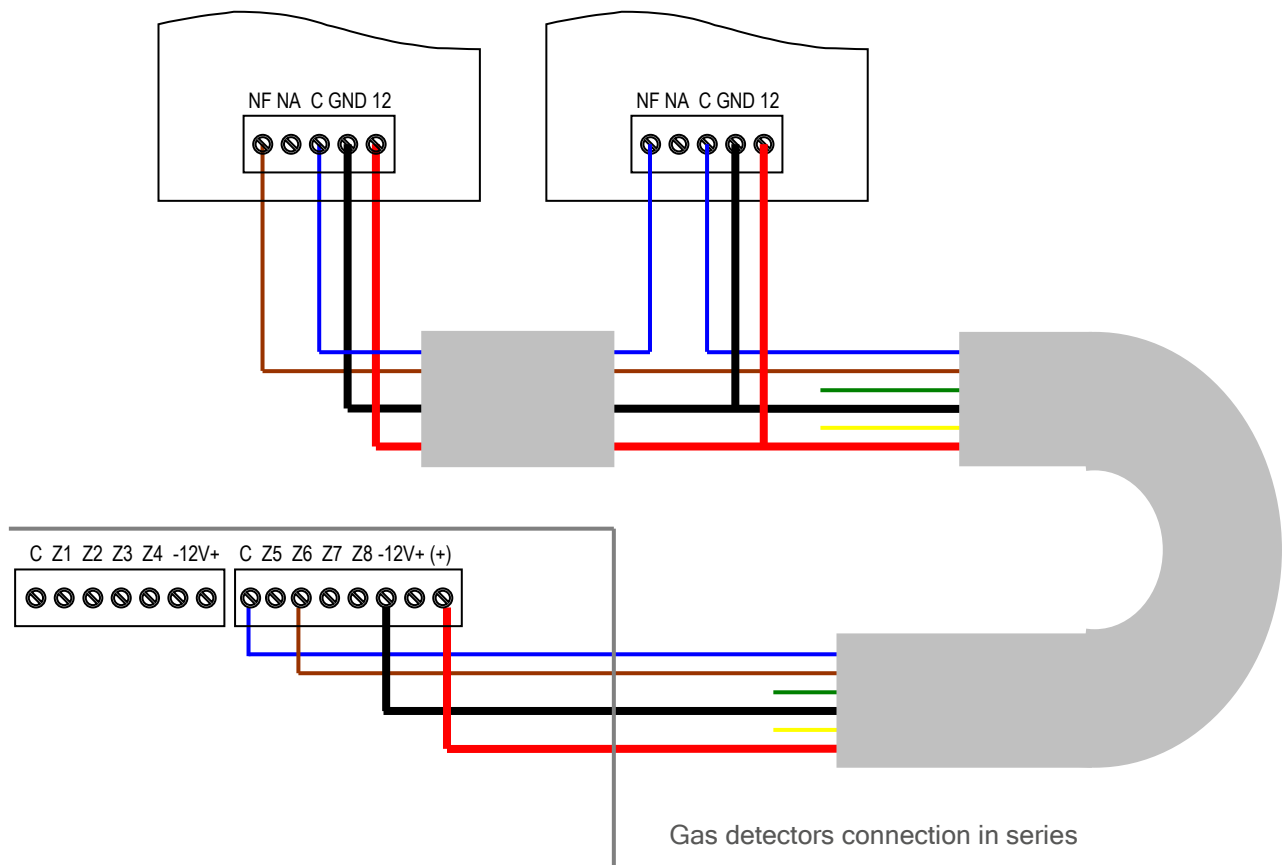 NF NA C GND 12
NF NA C GND 12
C Z1 Z2 Z3 Z4 -12V+
C Z5 Z6 Z7 Z8 -12V+ (+)
Gas detectors connection in series